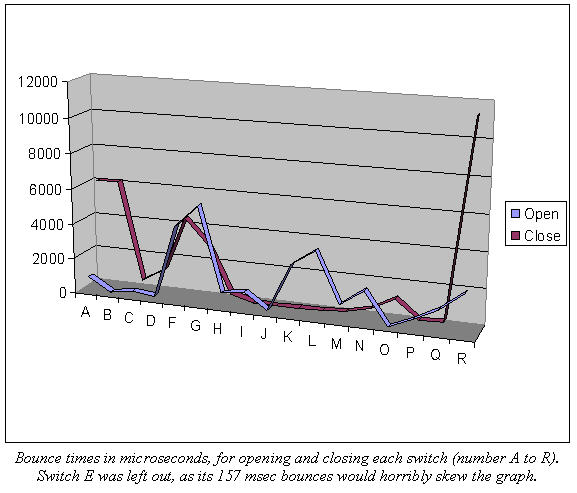 12000
10000
8000
6000
4000
2000
0
A B C D F G H I J K L M N O P Q R
Open
Close
Bounce times in microseconds, for opening and closing each switch (number A to R).
Switch E was left out, as its 157 msec bounces would horribly skew the graph.